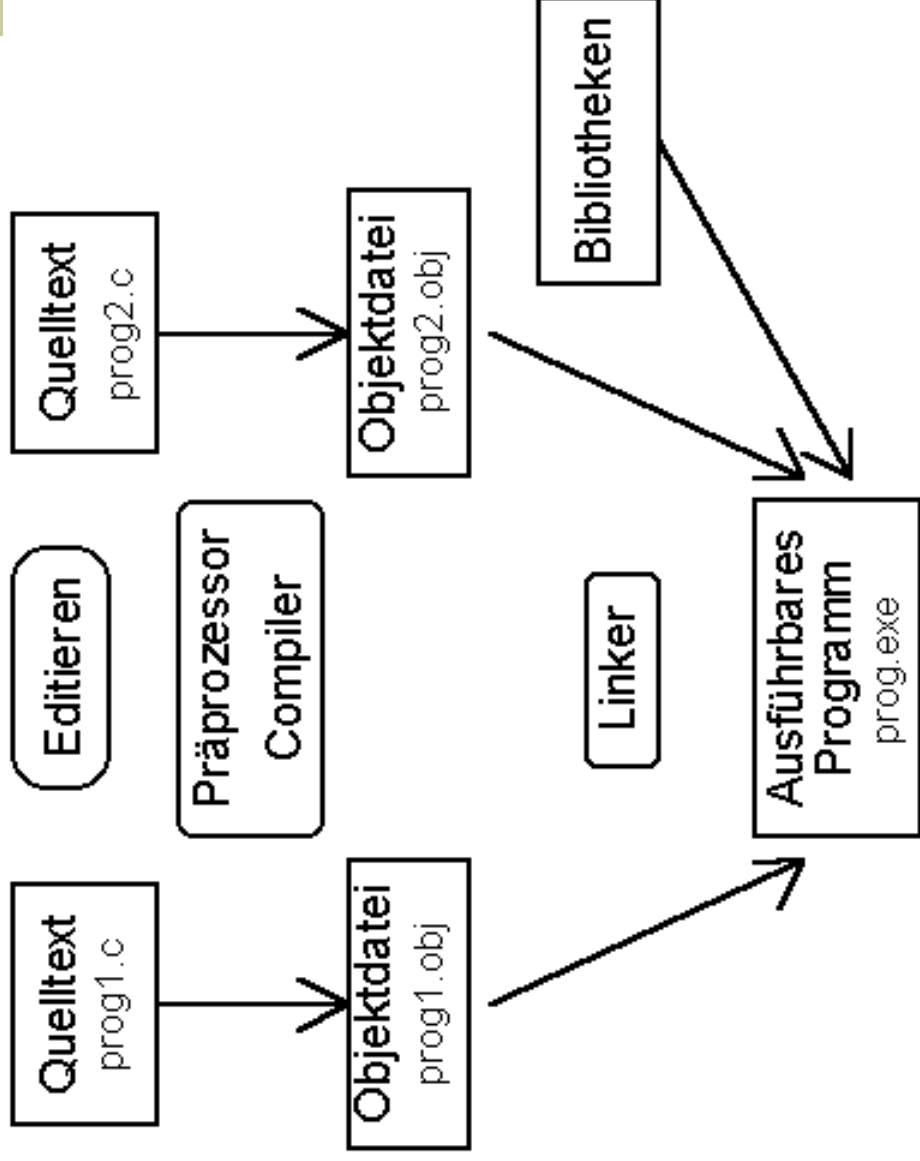 Quelltext
prog1.c
Editieren
Quelltext
prog2.c
Präprozessor
Compiler
Objektdatei
prog1.obj
Objektdatei
prog2.obj
Linker
Bibliotheken
Ausführbares
Programm
prog.exe